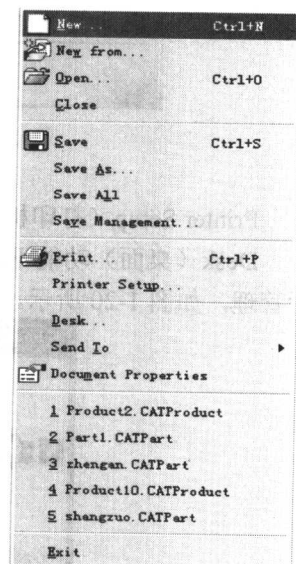 New... Ctrl+N
New from...
Open... Ctrl+O
Close
Save Ctrl+S
Save As...
Save All
Save Management...
Print... Ctrl+P
Printer Setup...
Desk...
Send To
Document Properties
1 Product2.CATProduct
2 Part1.CATPart
3 zhengan.CATPart
4 Product10.CATProduct
5 shangzuo.CATPart
Exit